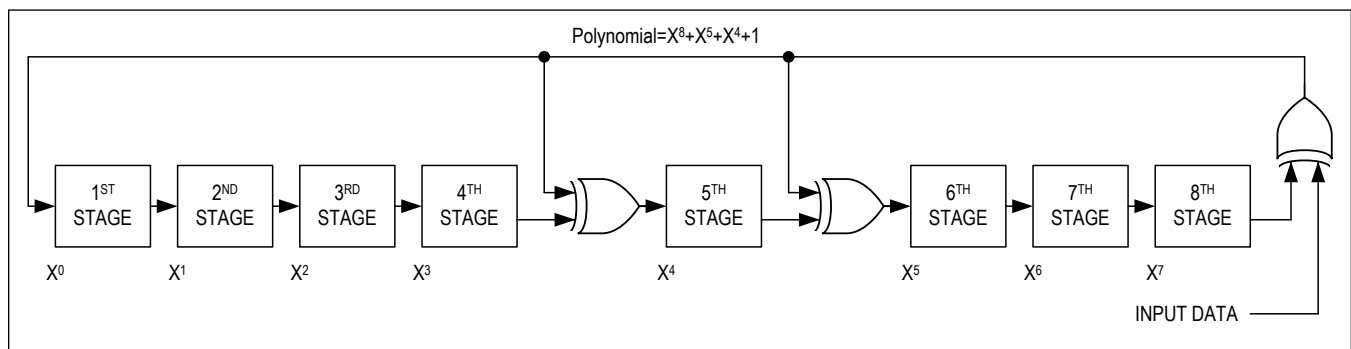 Polynomial=X⁸+X⁵+X⁴+1
1ST
STAGE
2ND
STAGE
3RD
STAGE
4TH
STAGE
5TH
STAGE
6TH
STAGE
7TH
STAGE
8TH
STAGE
X⁰
X¹
X²
X³
X⁴
X⁵
X⁶
X⁷
INPUT DATA